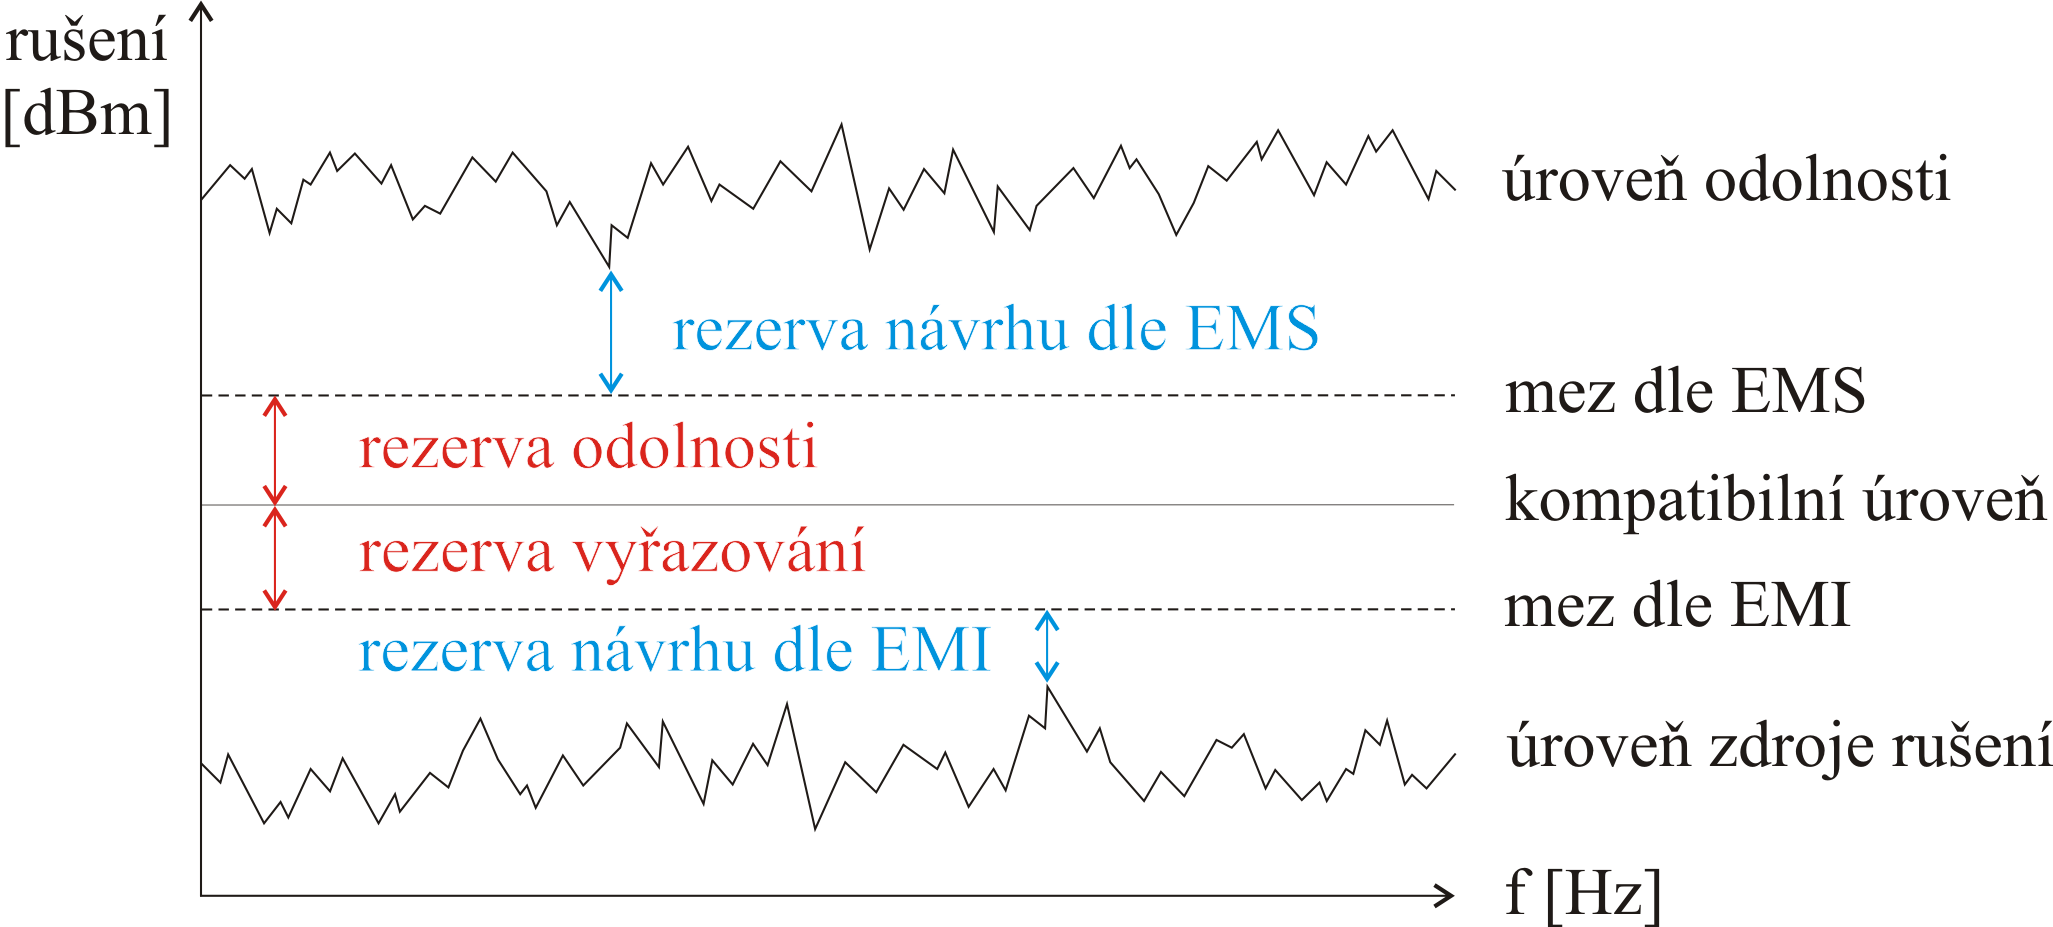 rušení
[dBm]
úroveň odolnosti
rezerva návrhu dle EMS
mez dle EMS
rezerva odolnosti
kompatibilní úroveň
rezerva vyřazování
mez dle EMI
rezerva návrhu dle EMI
úroveň zdroje rušení
f [Hz]